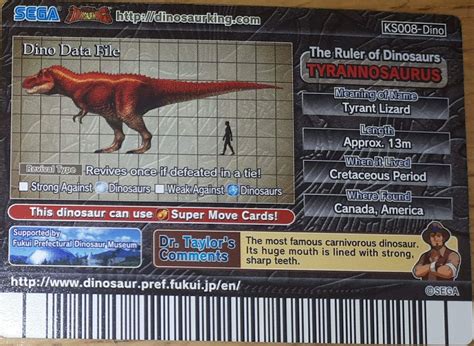 SEGA
http://dinosaurking.com
KS008-Dino
Dino Data File
Revival Type
Revives once if defeated in a tie!
Strong Against Dinosaurs
Weak Against Dinosaurs
The Ruler of Dinosaurs
TYRANNOSAURUS
Meaning of Name
Tyrant Lizard
Length
Approx. 13m
When it Lived
Cretaceous Period
Where Found
Canada, America
This dinosaur can use Super Move Cards!
Supported by
Fukui Prefectural Dinosaur Museum
Dr. Taylor's
Comments
The most famous carnivorous dinosaur.
Its huge mouth is lined with strong,
sharp teeth.
http://www.dinosaur.pref.fukui.jp/en/
©SEGA